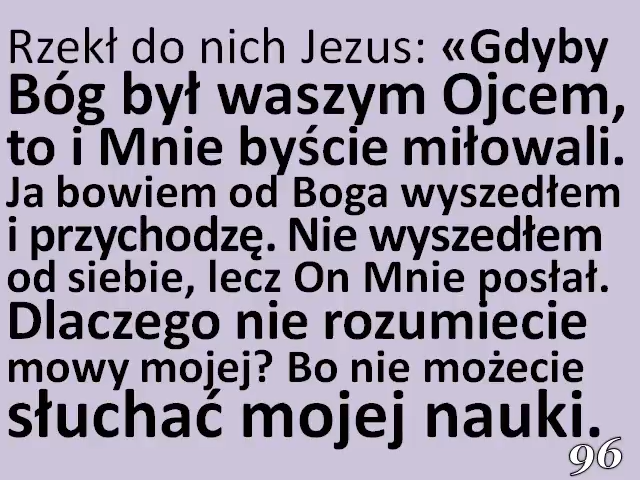 Rzekł do nich Jezus: «Gdyby
Bóg był waszym Ojcem,
to i Mnie byście miłowali.
Ja bowiem od Boga wyszedłem
i przychodzę. Nie wyszedłem
od siebie, lecz On Mnie posłał.
Dlaczego nie rozumiecie
mowy mojej? Bo nie możecie
słuchać mojej nauki.
96